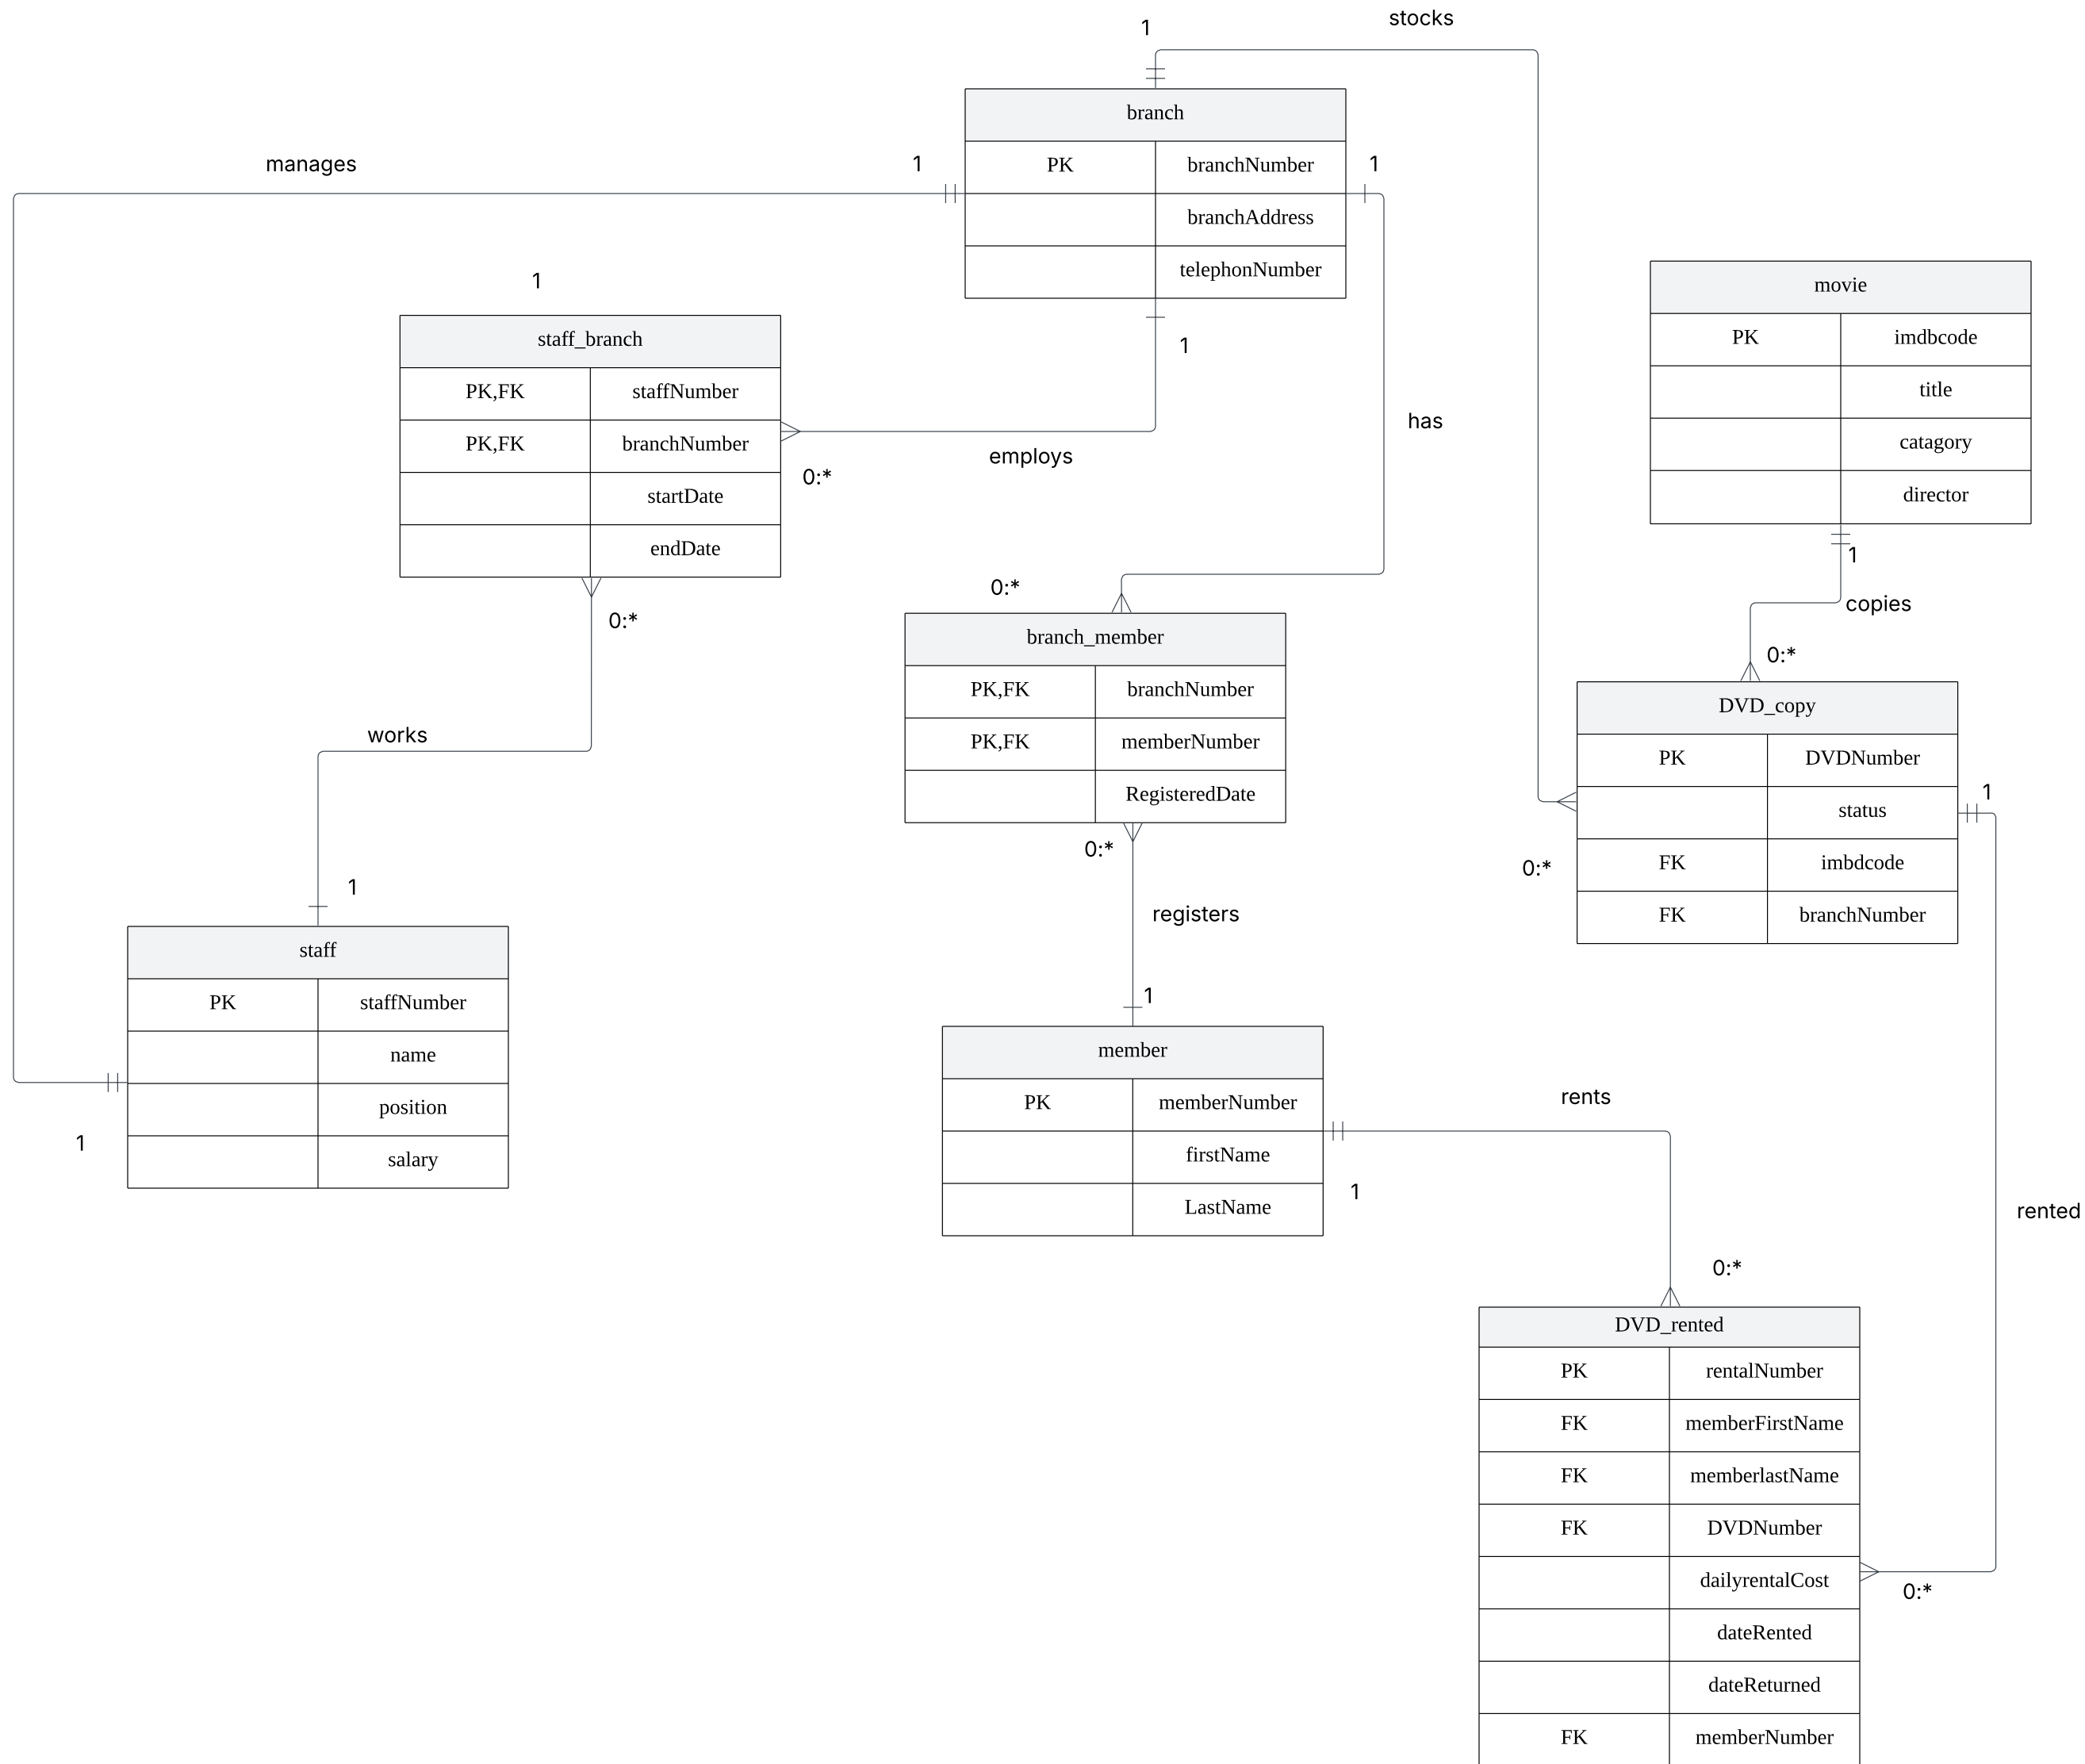 stocks
1
branch
PK branchNumber
branchAddress
telephonNumber
manages
1
1
1
employs
has
1
staff_branch
PK,FK staffNumber
PK,FK branchNumber
startDate
endDate
0:*
0:*
works
1
movie
PK imdbcode
title
catagory
director
1
copies
0:*
0:*
branch_member
PK,FK branchNumber
PK,FK memberNumber
RegisteredDate
0:*
registers
1
DVD_copy
PK DVDNumber
status
FK imbdcode
FK branchNumber
0:*
1
staff
PK staffNumber
name
position
salary
1
member
PK memberNumber
firstName
LastName
rents
1
rented
0:*
DVD_rented
PK rentalNumber
FK memberFirstName
FK memberlastName
FK DVDNumber
dailyrentalCost
dateRented
dateReturned
FK memberNumber
0:*